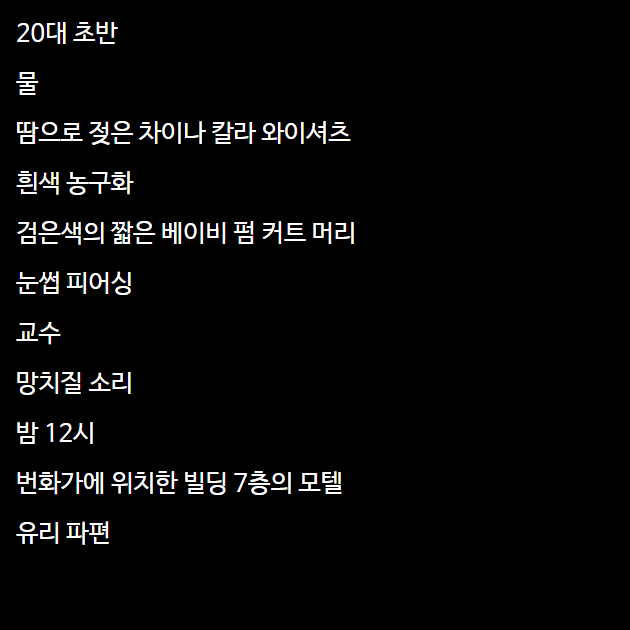 20대 초반
물
땀으로 젖은 차이나 칼라 와이셔츠
흰색 농구화
검은색의 짧은 베이비 펌 커트 머리
눈썹 피어싱
교수
망치질 소리
밤 12시
번화가에 위치한 빌딩 7층의 모텔
유리 파편